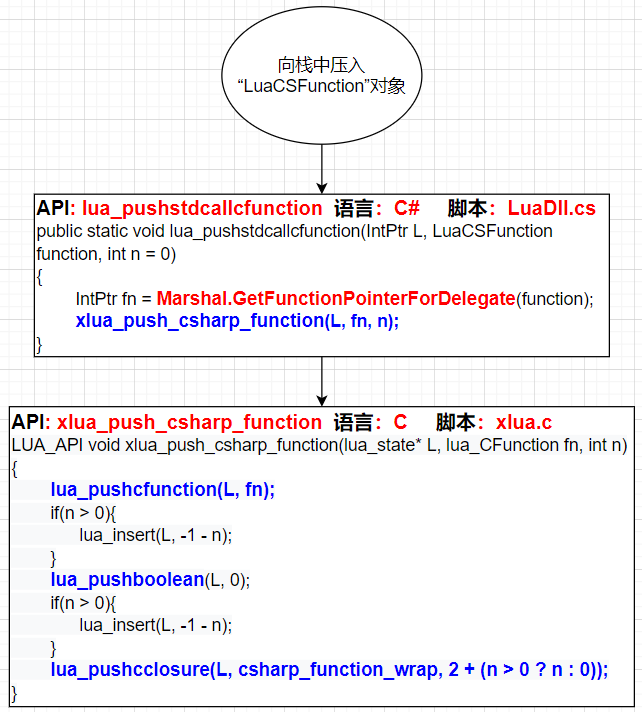 向栈中压入
“LuaCSFunction”对象
API: lua_pushstdcallcfunction 语言：C# 脚本：LuaDll.cs
public static void lua_pushstdcallcfunction(IntPtr L, LuaCSFunction
function, int n = 0)
{
IntPtr fn = Marshal.GetFunctionPointerForDelegate(function);
xlua_push_csharp_function(L, fn, n);
}
API: xlua_push_csharp_function 语言：C 脚本：xlua.c
LUA_API void xlua_push_csharp_function(lua_state* L, lua_CFunction fn, int n)
{
lua_pushcfunction(L, fn);
if(n > 0){
lua_insert(L, -1 - n);
}
lua_pushboolean(L, 0);
if(n > 0){
lua_insert(L, -1 - n);
}
lua_pushcclosure(L, csharp_function_wrap, 2 + (n > 0 ? n : 0));
}